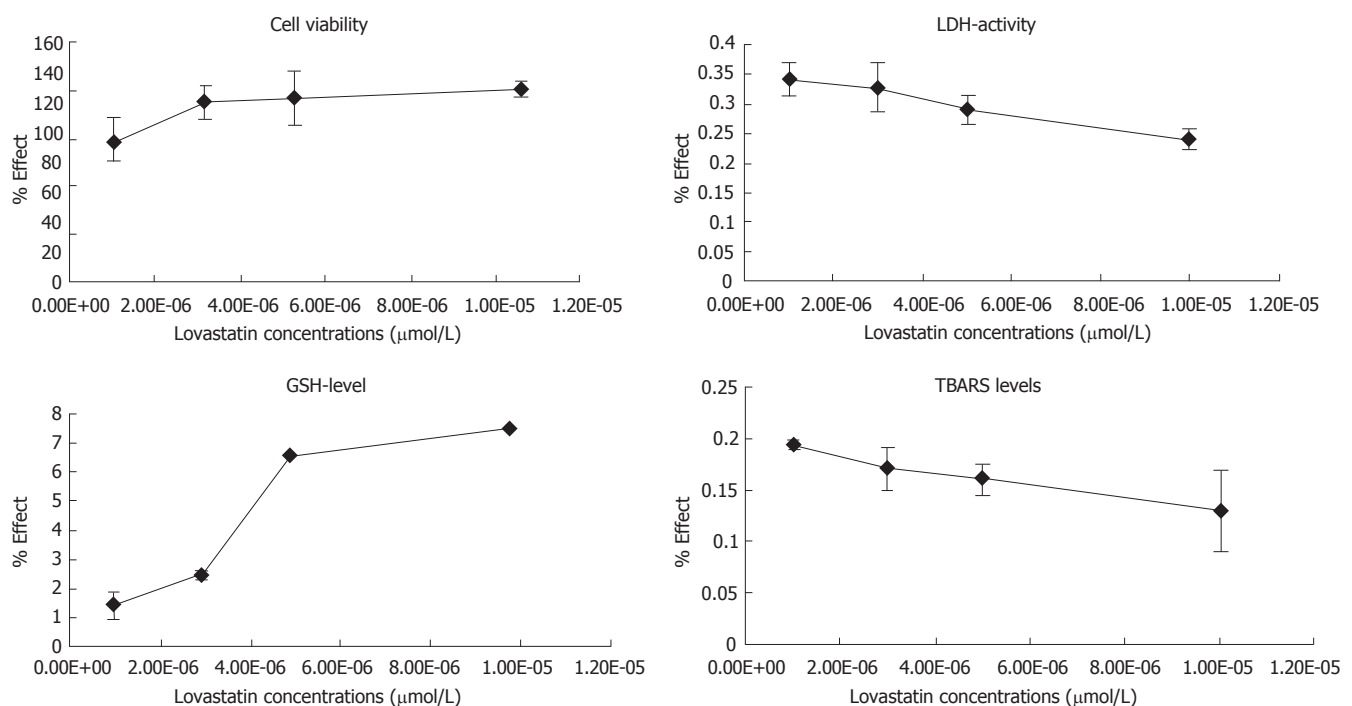 Cell viability
160
140
120
100
80
60
40
20
0
% Effect
0.00E+00 2.00E-06 4.00E-06 6.00E-06 8.00E-06 1.00E-05 1.20E-05
Lovastatin concentrations (μmol/L)
LDH-activity
0.4
0.35
0.3
0.25
0.2
0.15
0.1
0.05
0
% Effect
0.00E+00 2.00E-06 4.00E-06 6.00E-06 8.00E-06 1.00E-05 1.20E-05
Lovastatin concentrations (μmol/L)
GSH-level
8
7
6
5
4
3
2
1
0
% Effect
0.00E+00 2.00E-06 4.00E-06 6.00E-06 8.00E-06 1.00E-05 1.20E-05
Lovastatin concentrations (μmol/L)
TBARS levels
0.25
0.2
0.15
0.1
0.05
0
% Effect
0.00E+00 2.00E-06 4.00E-06 6.00E-06 8.00E-06 1.00E-05 1.20E-05
Lovastatin concentrations (μmol/L)